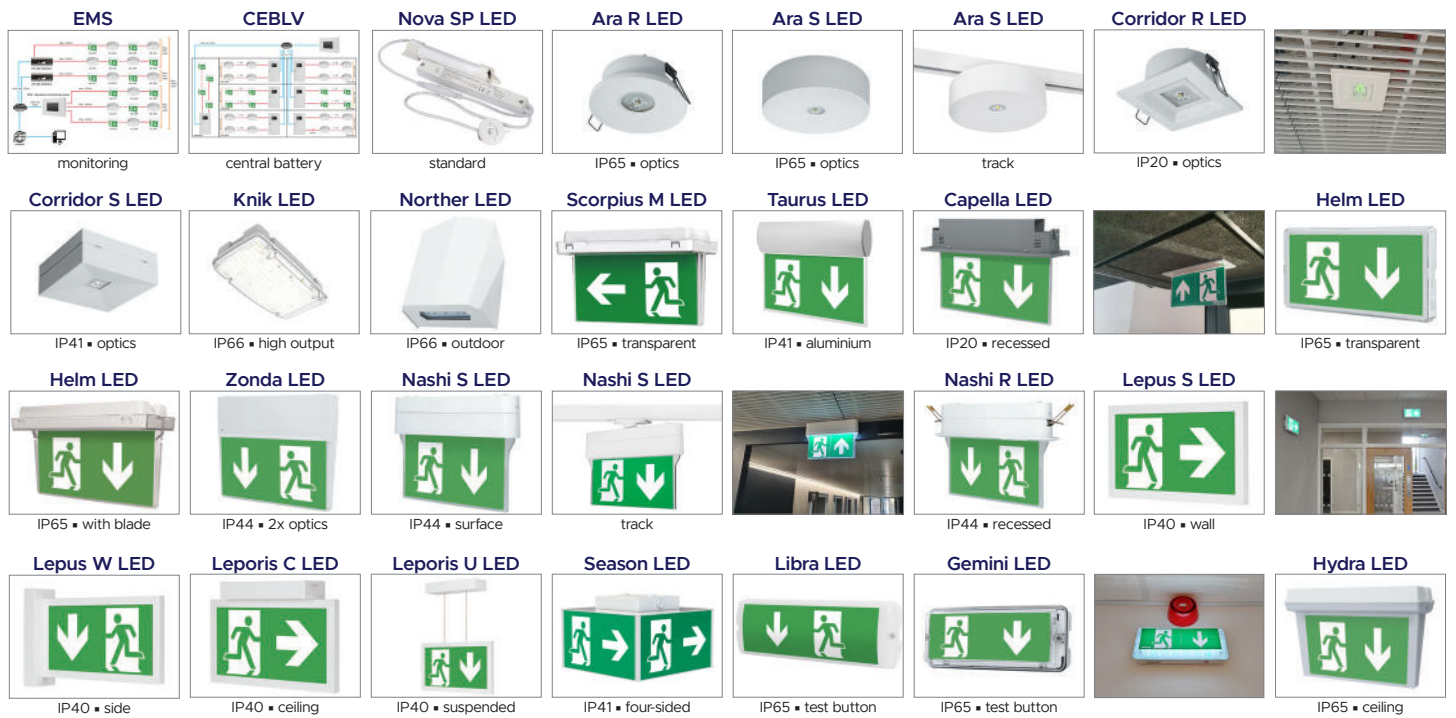 EMS CEBLV Nova SP LED Ara R LED Ara S LED Ara S LED Corridor R LED
monitoring central battery standard IP65 ▪ optics IP65 ▪ optics track IP20 ▪ optics
Corridor S LED Knik LED Norther LED Scorpius M LED Taurus LED Capella LED Helm LED
IP41 ▪ optics IP66 ▪ high output IP66 ▪ outdoor IP65 ▪ transparent IP41 ▪ aluminium IP20 ▪ recessed IP65 ▪ transparent
Helm LED Zonda LED Nashi S LED Nashi S LED Nashi R LED Lepus S LED
IP65 ▪ with blade IP44 ▪ 2x optics IP44 ▪ surface track IP44 ▪ recessed IP40 ▪ wall
Lepus W LED Leporis C LED Leporis U LED Season LED Libra LED Gemini LED Hydra LED
IP40 ▪ side IP40 ▪ ceiling IP40 ▪ suspended IP41 ▪ four-sided IP65 ▪ test button IP65 ▪ test button IP65 ▪ ceiling